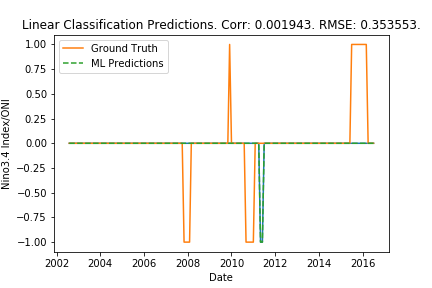 Linear Classification Predictions. Corr: 0.001943. RMSE: 0.353553.
Ground Truth
ML Predictions
Nino3.4 Index/ONI
1.00
0.75
0.50
0.25
0.00
−0.25
−0.50
−0.75
−1.00
2002 2004 2006 2008 2010 2012 2014 2016
Date